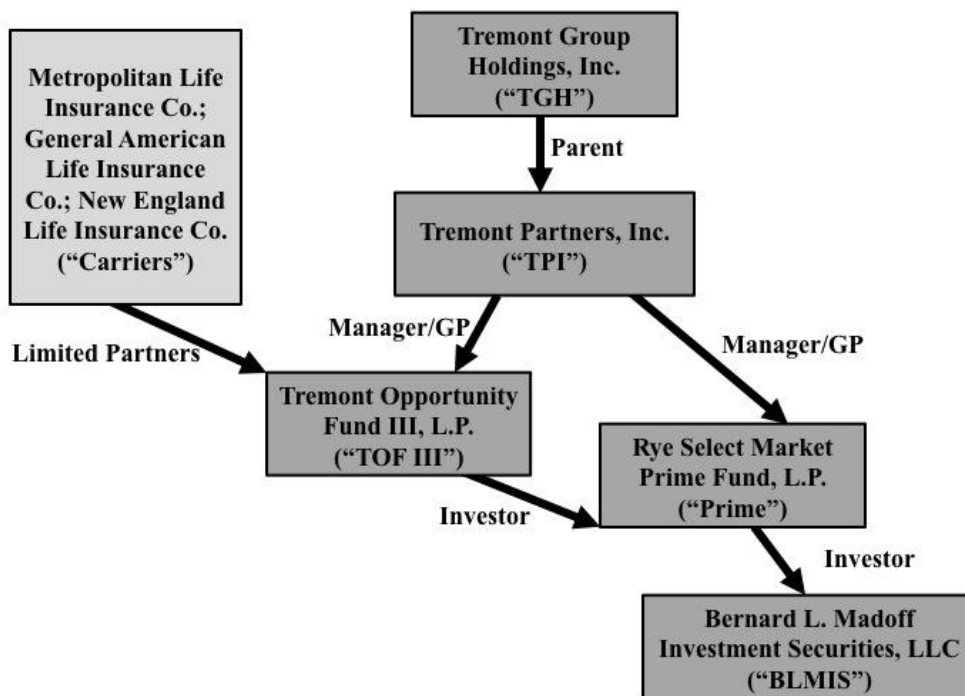 Metropolitan Life
Insurance Co.;
General American
Life Insurance
Co.; New England
Life Insurance Co.
(“Carriers”)
Tremont Group
Holdings, Inc.
(“TGH”)
Parent
Tremont Partners, Inc.
(“TPI”)
Limited Partners
Manager/GP
Manager/GP
Tremont Opportunity
Fund III, L.P.
(“TOF III”)
Rye Select Market
Prime Fund, L.P.
(“Prime”)
Investor
Investor
Bernard L. Madoff
Investment Securities, LLC
(“BLMIS”)